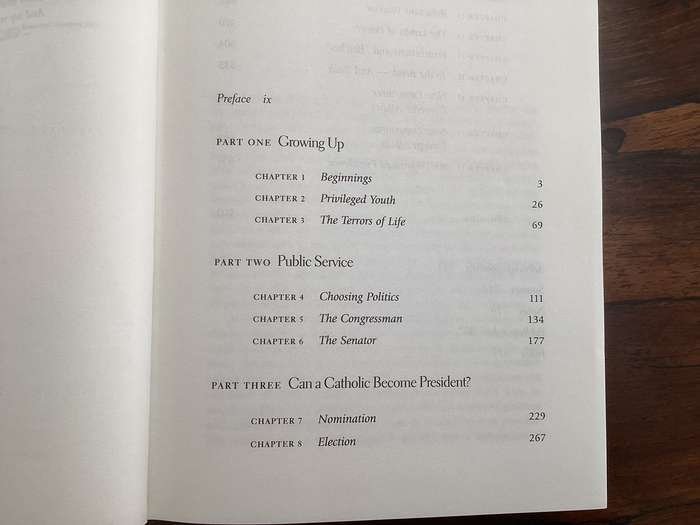 Preface ix
PART ONE Growing Up
CHAPTER 1 Beginnings 3
CHAPTER 2 Privileged Youth 26
CHAPTER 3 The Terrors of Life 69
PART TWO Public Service
CHAPTER 4 Choosing Politics 111
CHAPTER 5 The Congressman 134
CHAPTER 6 The Senator 177
PART THREE Can a Catholic Become President?
CHAPTER 7 Nomination 229
CHAPTER 8 Election 267